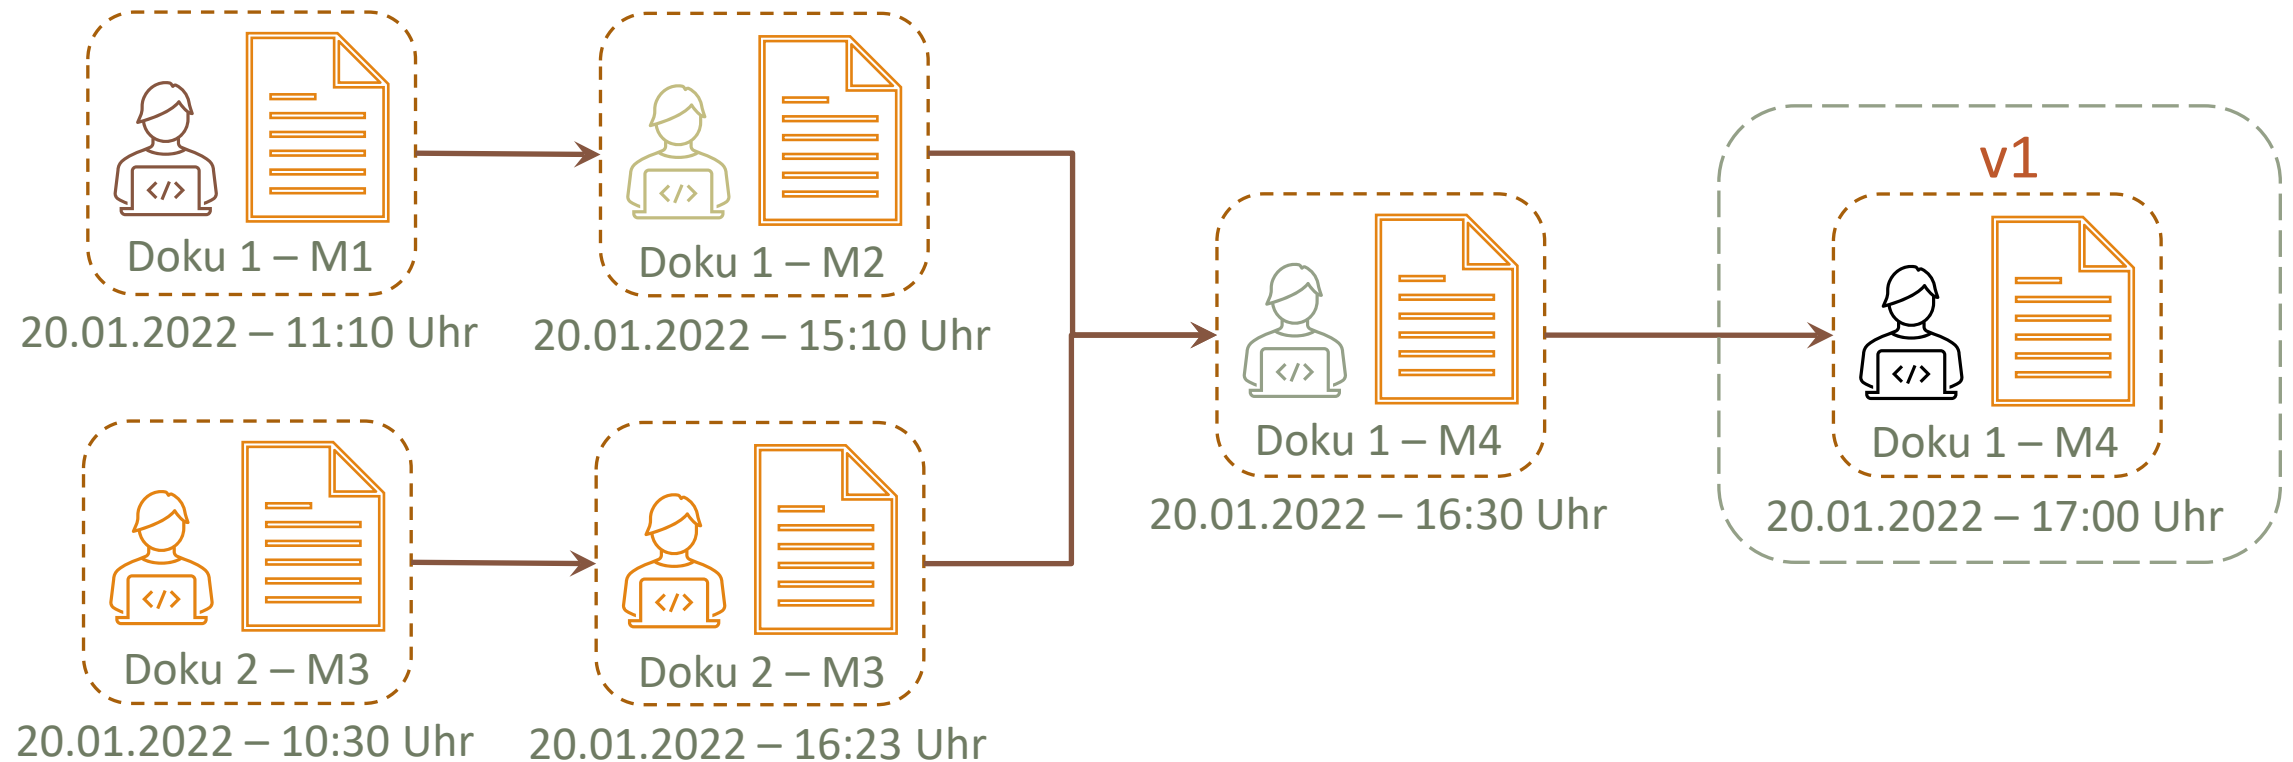 Doku 1 – M1
20.01.2022 – 11:10 Uhr
Doku 1 – M2
20.01.2022 – 15:10 Uhr
Doku 2 – M3
20.01.2022 – 10:30 Uhr
Doku 2 – M3
20.01.2022 – 16:23 Uhr
Doku 1 – M4
20.01.2022 – 16:30 Uhr
v1
Doku 1 – M4
20.01.2022 – 17:00 Uhr